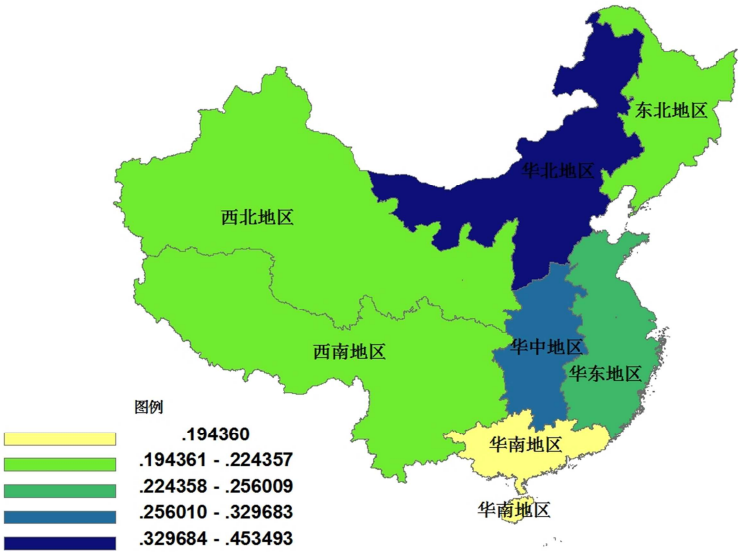 东北地区
华北地区
西北地区
西南地区
华中地区
华东地区
华南地区
华南地区
图例
.194360
.194361 - .224357
.224358 - .256009
.256010 - .329683
.329684 - .453493